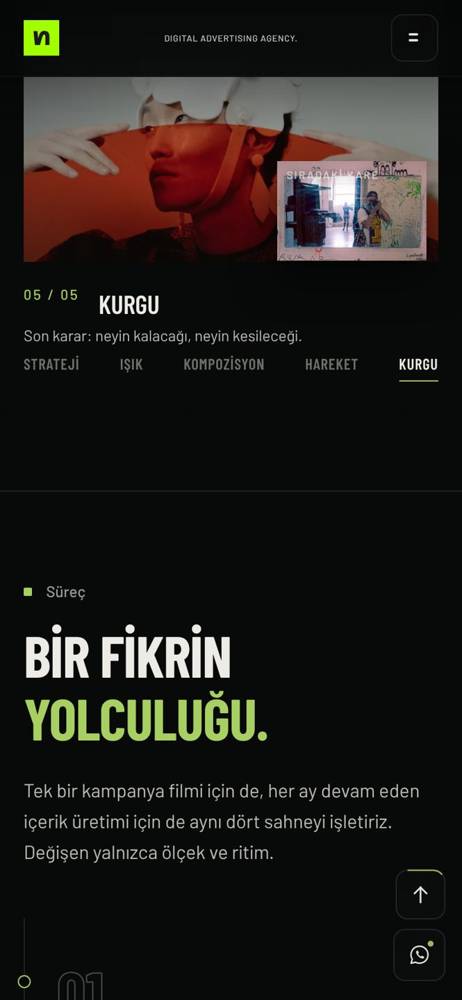 n
DIGITAL ADVERTISING AGENCY.
SIRADAKİ KARE
05 / 05 KURGU
Son karar: neyin kalacağı, neyin kesileceği.
STRATEJİ IŞIK KOMPOZİSYON HAREKET KURGU
Süreç
BİR FİKRİN
YOLCULUĞU.
Tek bir kampanya filmi için de, her ay devam eden
içerik üretimi için de aynı dört sahneyi işletiriz.
Değişen yalnızca ölçek ve ritim.
01